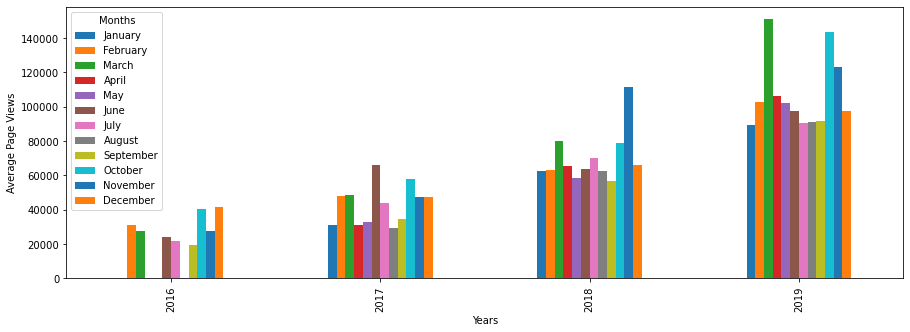 Months
January
February
March
April
May
June
July
August
September
October
November
December
Average Page Views
140000
120000
100000
80000
60000
40000
20000
0
2016
2017
2018
2019
Years